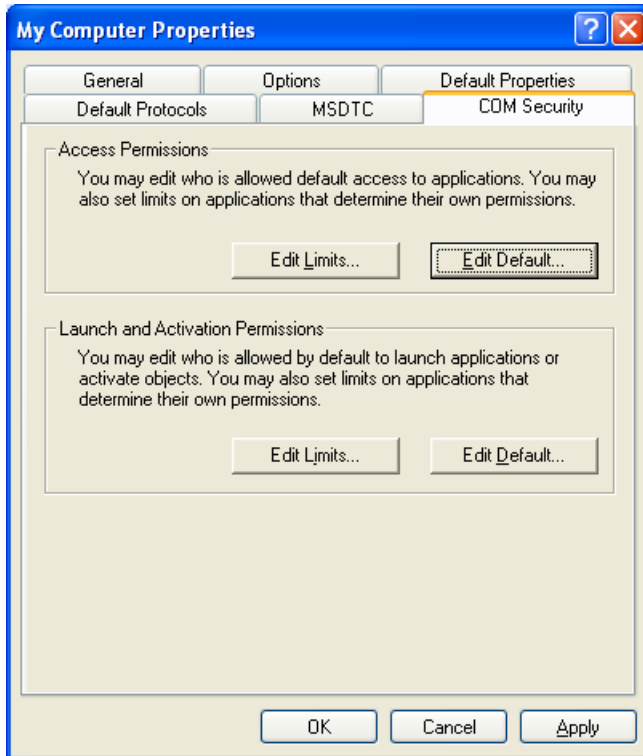 My Computer Properties
General Options Default Properties
Default Protocols MSDTC COM Security
Access Permissions
You may edit who is allowed default access to applications. You may
also set limits on applications that determine their own permissions.
Edit Limits... Edit Default...
Launch and Activation Permissions
You may edit who is allowed by default to launch applications or
activate objects. You may also set limits on applications that
determine their own permissions.
Edit Limits... Edit Default...
OK Cancel Apply